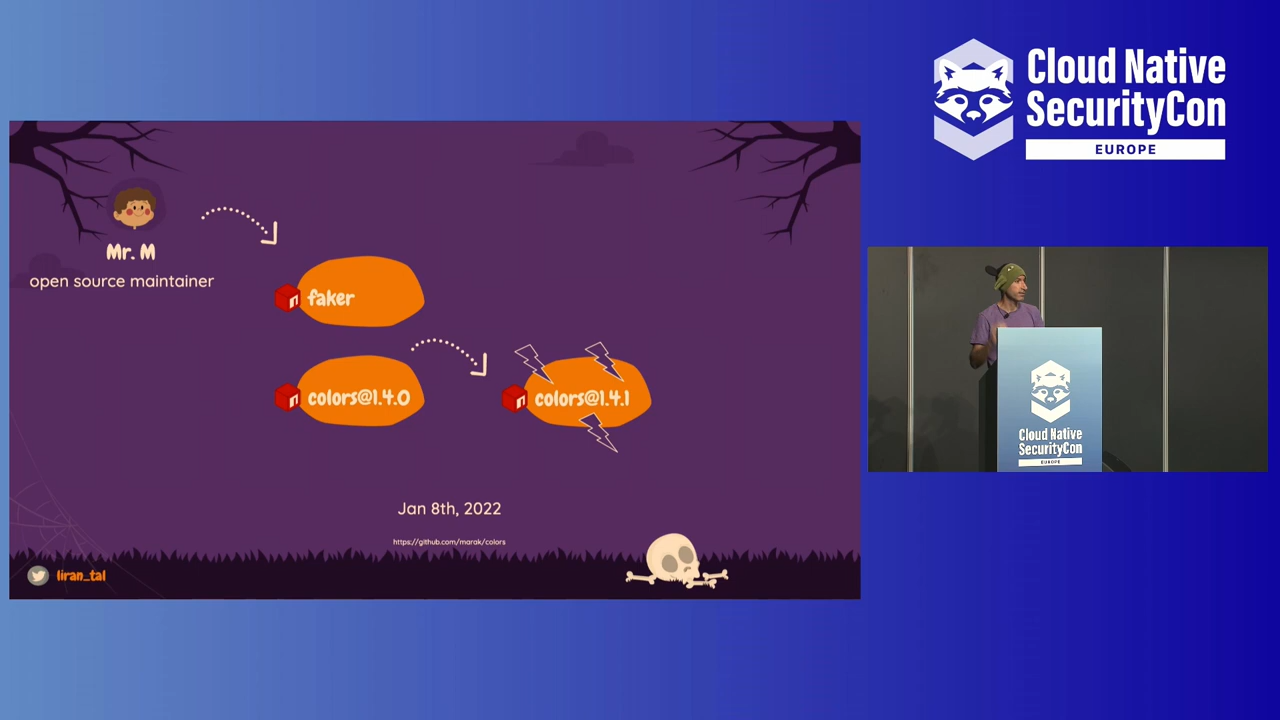 Mr. M
open source maintainer
faker
colors@1.4.0
colors@1.4.1
Jan 8th, 2022
https://github.com/marak/colors
liran_tal
Cloud Native
SecurityCon
EUROPE
Cloud Native
SecurityCon
EUROPE